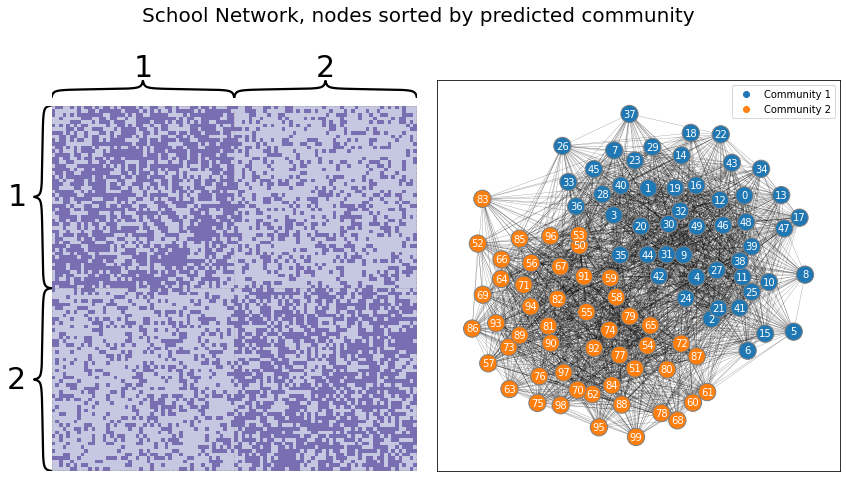 School Network, nodes sorted by predicted community
1 2
1
2
Community 1
Community 2
37
18 22
26 7 29 14
23 43
45 34
33 40 1 19 16
28 12 0 13
36 3 32 17
20 30 49 46 48 47
83
52 85 96 53
50 39
66 56 67 35 44 31 9 38
64 71 91 59 42 4 27 11 10 8
69 94 82 58 24 25
86 93 81 55 79 21 41
2
89 74 65 15 5
73 90 92 54 72 6
57 77 87
76 97 51 80
63 70 62 84 61
75 98 88 60
78
95 68
99